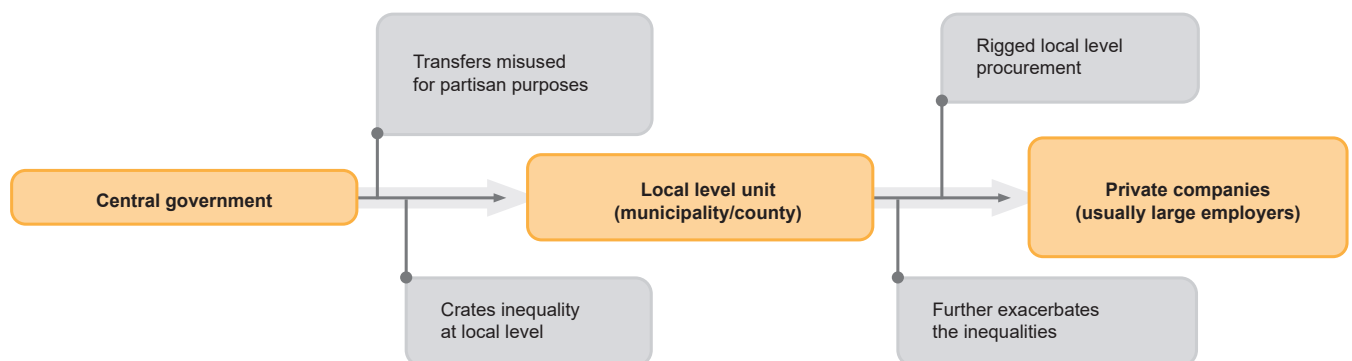 Transfers misused
for partisan purposes
Rigged local level
procurement
Central government
Local level unit
(municipality/county)
Private companies
(usually large employers)
Crates inequality
at local level
Further exacerbates
the inequalities